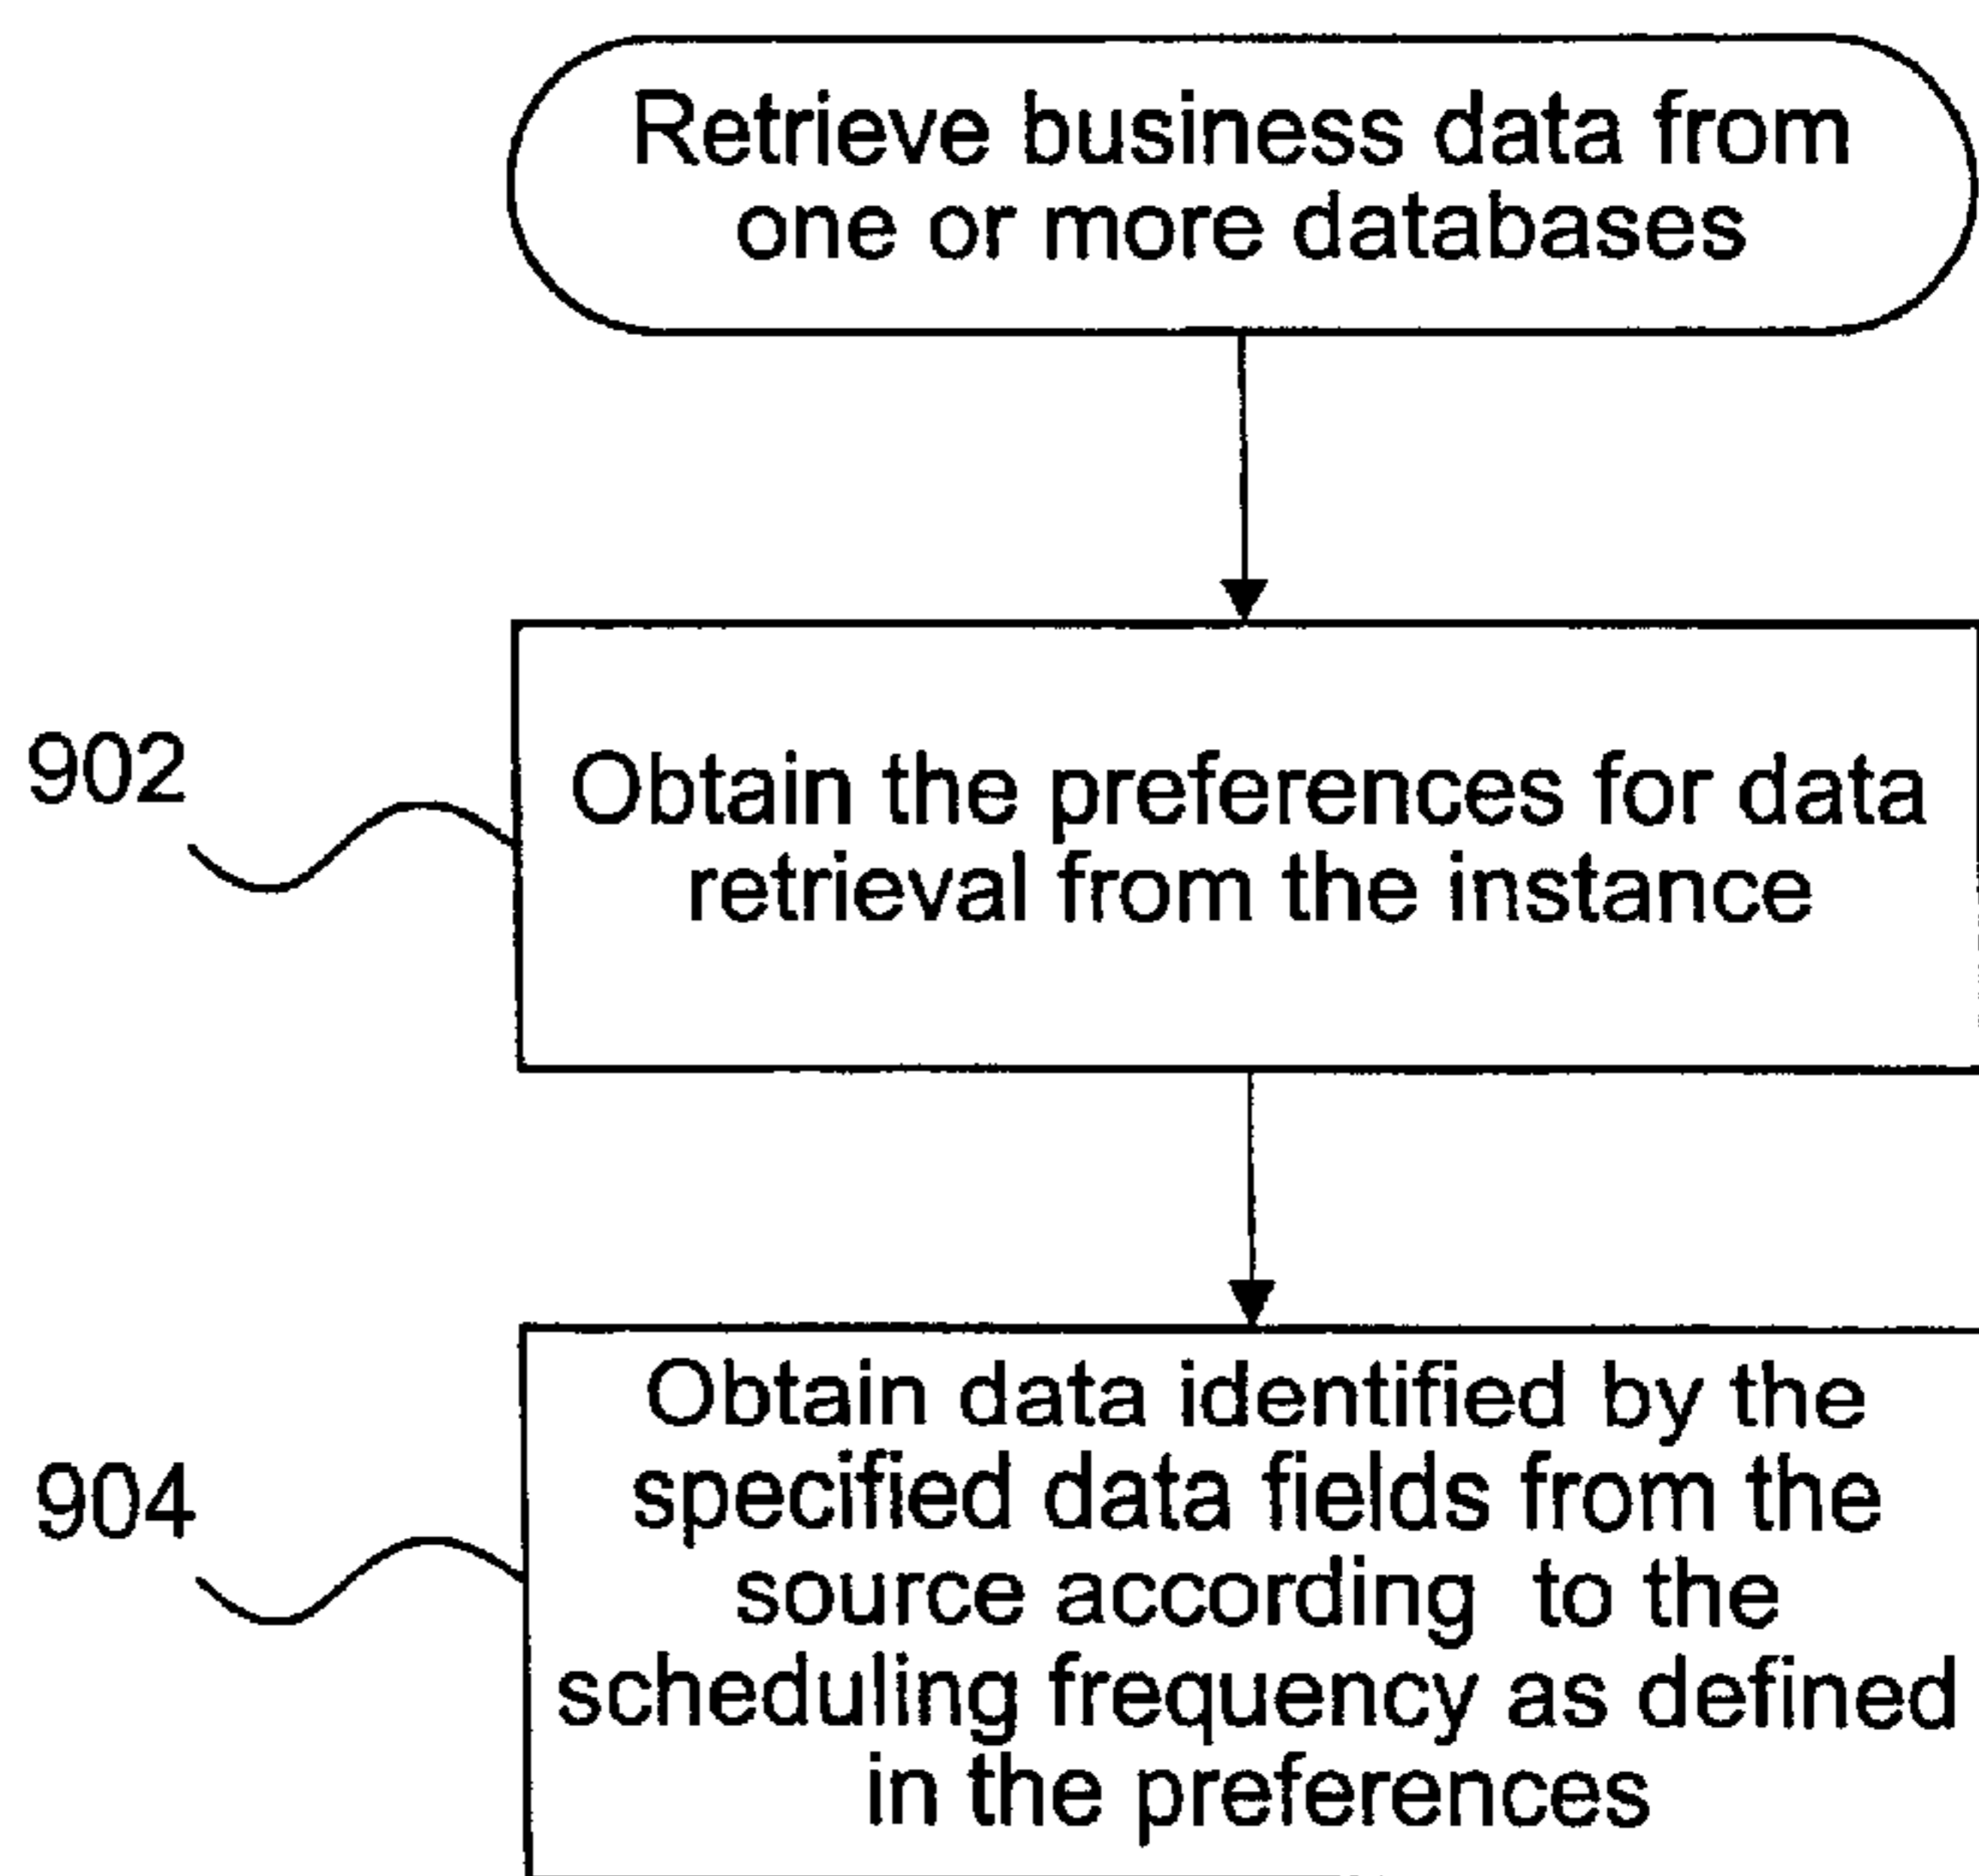 Retrieve business data from
one or more databases
902
Obtain the preferences for data
retrieval from the instance
904
Obtain data identified by the
specified data fields from the
source according to the
scheduling frequency as defined
in the preferences